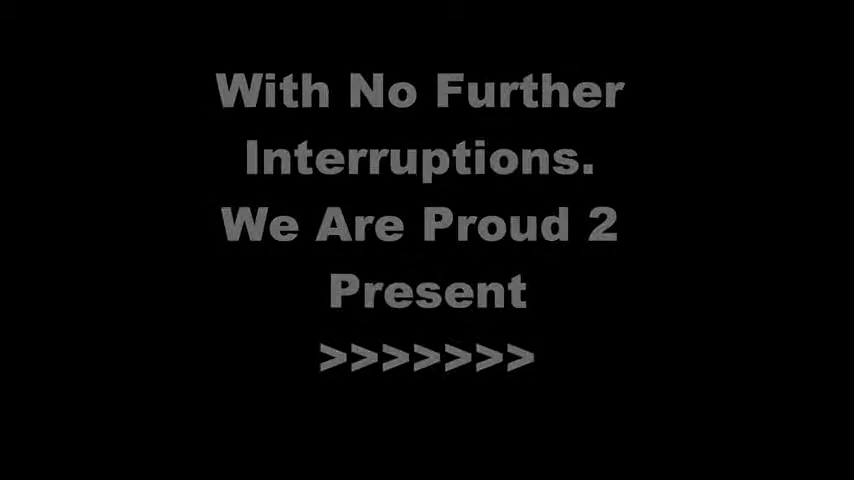 With No Further
Interruptions.
We Are Proud 2
Present
>>>>>>>